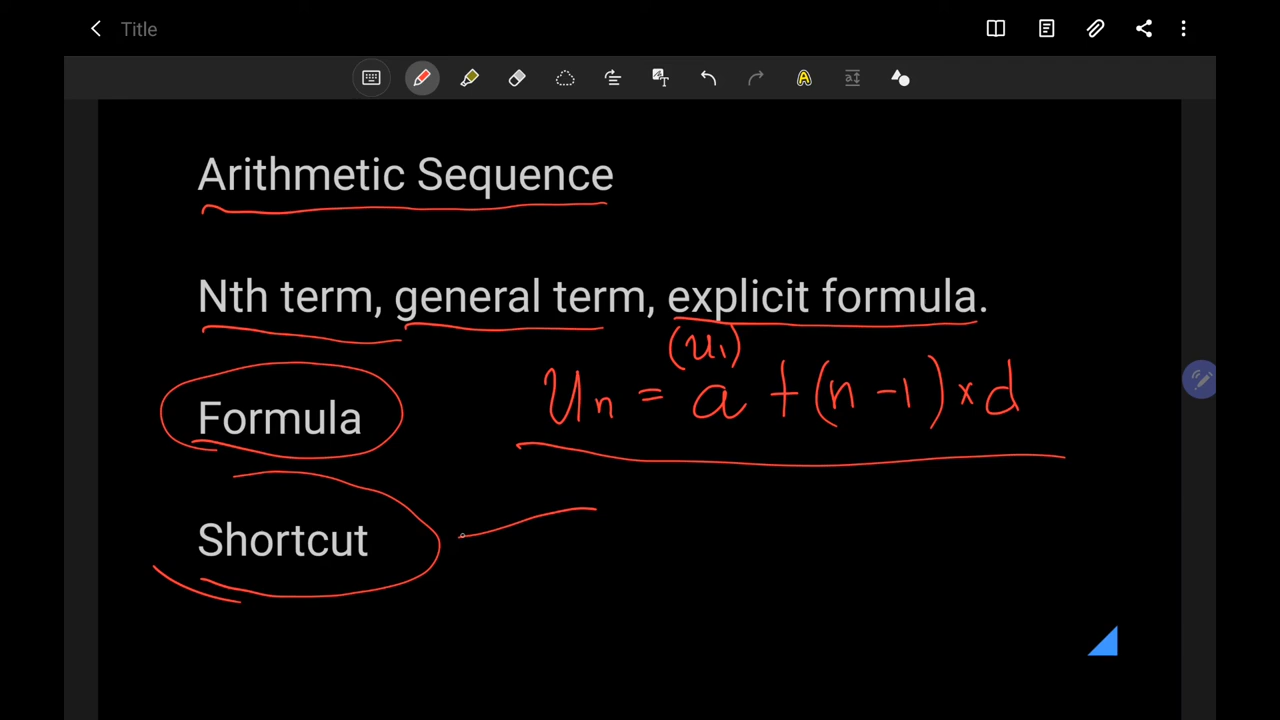 Title
Arithmetic Sequence
Nth term, general term, explicit formula.
(u₁)
Formula
Uₙ = a + (n - 1) × d
Shortcut